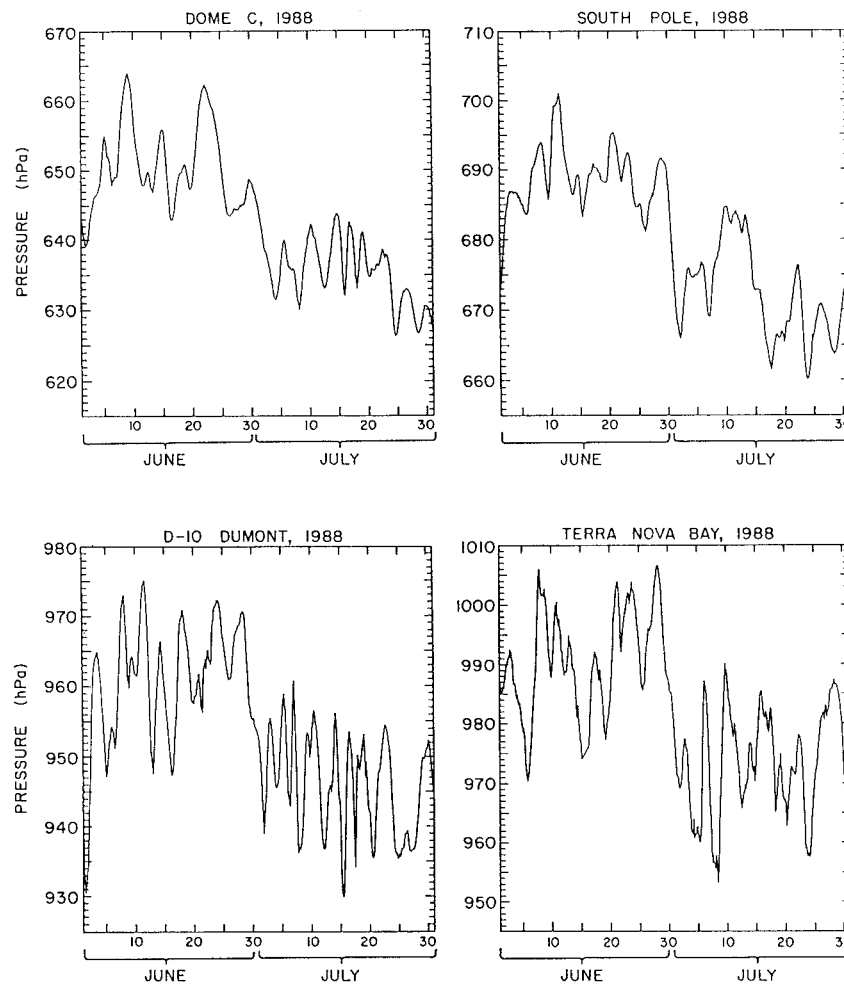 DOME C, 1988
670
660
650
640
630
620
PRESSURE (hPa)
10 20 30 10 20 30
JUNE JULY
SOUTH POLE, 1988
710
700
690
680
670
660
10 20 30 10 20 30
JUNE JULY
D-10 DUMONT, 1988
980
970
960
950
940
930
PRESSURE (hPa)
10 20 30 10 20 30
JUNE JULY
TERRA NOVA BAY, 1988
1010
1000
990
980
970
960
950
10 20 30 10 20 30
JUNE JULY